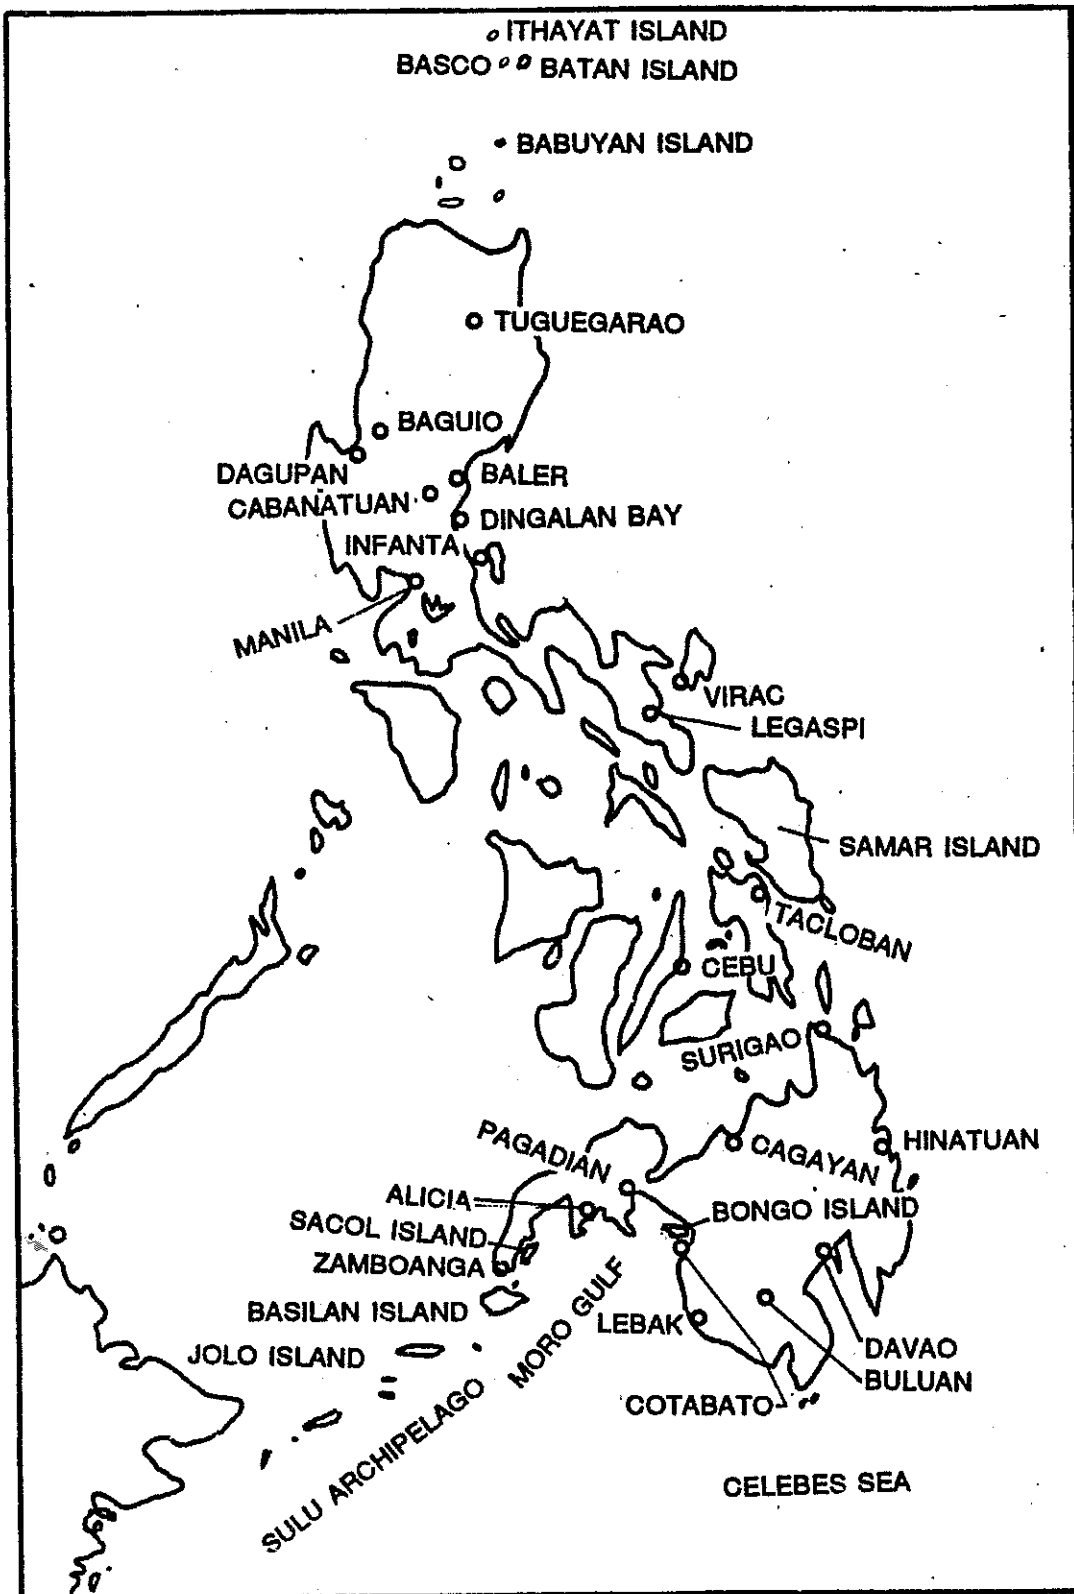 ITHAYAT ISLAND
BASCO BATAN ISLAND
BABUYAN ISLAND
TUGUEGARAO
BAGUIO
DAGUPAN
BALER
CABANATUAN
DINGALAN BAY
INFANTA
MANILA
VIRAC
LEGASPI
SAMAR ISLAND
TACLOBAN
CEBU
SURIGAO
PAGADIAN
CAGAYAN
HINATUAN
ALICIA
BONGO ISLAND
SACOL ISLAND
ZAMBOANGA
BASILAN ISLAND
LEBAK
MORO GULF
JOLO ISLAND
DAVAO
BULUAN
COTABATO
SULU ARCHIPELAGO
CELEBES SEA